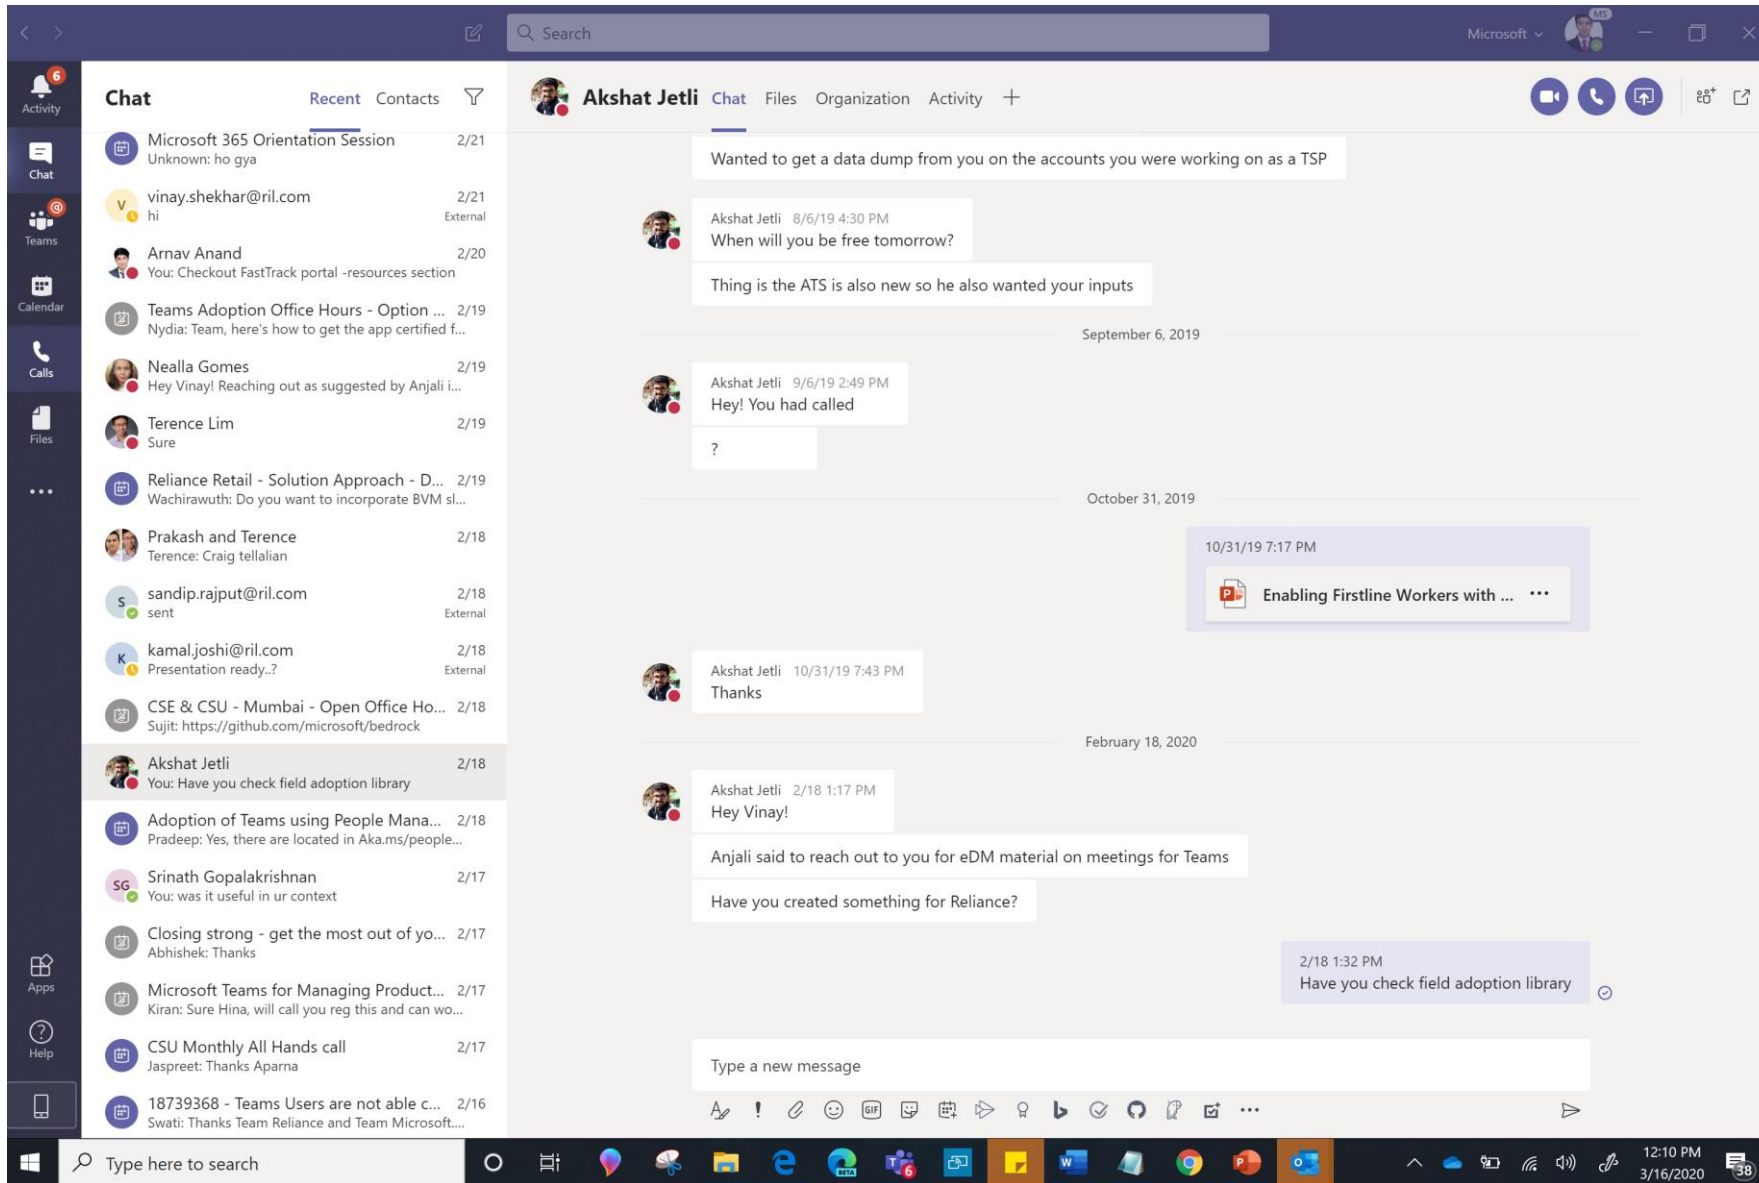 Search
Microsoft
MS
6
Activity
Chat
Teams
Calendar
Calls
Files
Apps
Help
Chat
Recent
Contacts
Microsoft 365 Orientation Session 2/21
Unknown: ho gya
V
vinay.shekhar@ril.com 2/21
hi External
Arnav Anand 2/20
You: Checkout FastTrack portal -resources section
Teams Adoption Office Hours - Option ... 2/19
Nydia: Team, here's how to get the app certified f...
Nealla Gomes 2/19
Hey Vinay! Reaching out as suggested by Anjali i...
Terence Lim 2/19
Sure
Reliance Retail - Solution Approach - D... 2/19
Wachirawuth: Do you want to incorporate BVM sl...
Prakash and Terence 2/18
Terence: Craig tellalian
S
sandip.rajput@ril.com 2/18
sent External
K
kamal.joshi@ril.com 2/18
Presentation ready..? External
CSE & CSU - Mumbai - Open Office Ho... 2/18
Sujit: https://github.com/microsoft/bedrock
Akshat Jetli 2/18
You: Have you check field adoption library
Adoption of Teams using People Mana... 2/18
Pradeep: Yes, there are located in Aka.ms/people...
SG
Srinath Gopalakrishnan 2/17
You: was it useful in ur context
Closing strong - get the most out of yo... 2/17
Abhishek: Thanks
Microsoft Teams for Managing Product... 2/17
Kiran: Sure Hina, will call you reg this and can wo...
CSU Monthly All Hands call 2/17
Jaspreet: Thanks Aparna
18739368 - Teams Users are not able c... 2/16
Swati: Thanks Team Reliance and Team Microsoft....
Akshat Jetli Chat Files Organization Activity +
Wanted to get a data dump from you on the accounts you were working on as a TSP
Akshat Jetli 8/6/19 4:30 PM
When will you be free tomorrow?
Thing is the ATS is also new so he also wanted your inputs
September 6, 2019
Akshat Jetli 9/6/19 2:49 PM
Hey! You had called
?
October 31, 2019
10/31/19 7:17 PM
Enabling Firstline Workers with ... ···
Akshat Jetli 10/31/19 7:43 PM
Thanks
February 18, 2020
Akshat Jetli 2/18 1:17 PM
Hey Vinay!
Anjali said to reach out to you for eDM material on meetings for Teams
Have you created something for Reliance?
2/18 1:32 PM
Have you check field adoption library
Type a new message
GIF
Type here to search
BETA
6
12:10 PM
3/16/2020
38